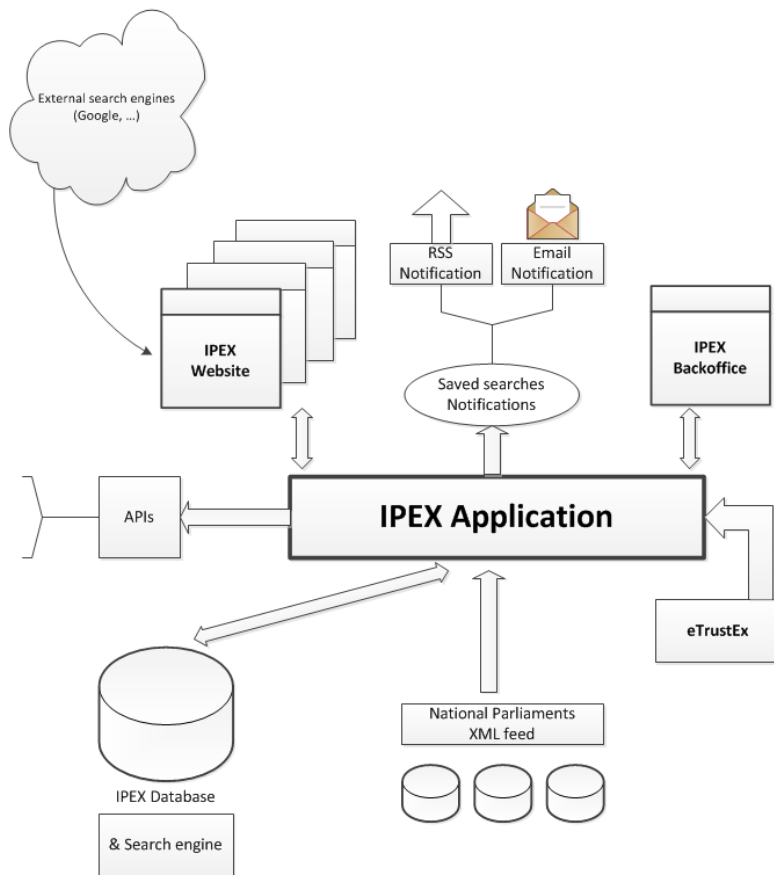 External search engines
(Google, ...)
RSS
Notification
Email
Notification
IPEX
Website
IPEX
Backoffice
Saved searches
Notifications
APIs
IPEX Application
eTrustEx
National Parliaments
XML feed
IPEX Database
& Search engine